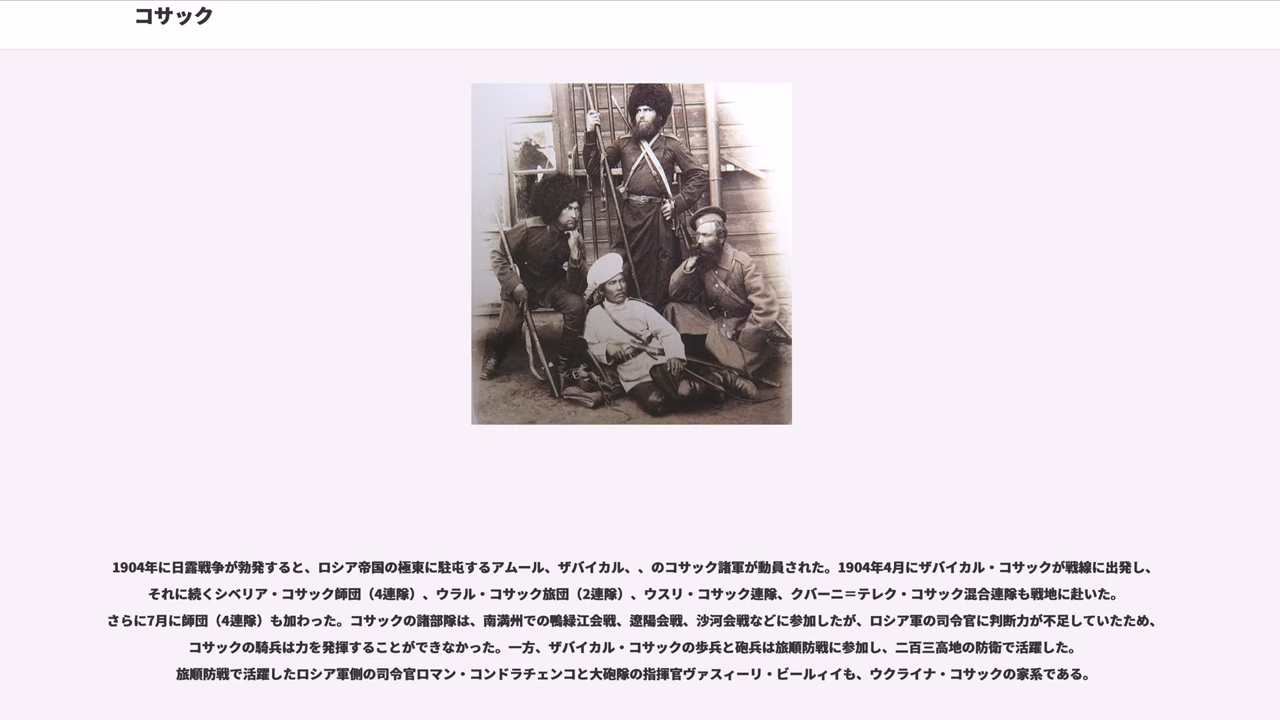 コサック
1904年に日露戦争が勃発すると、ロシア帝国の極東に駐屯するアムール、ザバイカル、、のコサック諸軍が動員された。1904年4月にザバイカル・コサックが戦線に出発し、
それに続くシベリア・コサック師団（4連隊）、ウラル・コサック旅団（2連隊）、ウスリ・コサック連隊、クバーニ＝テレク・コサック混合連隊も戦地に赴いた。
さらに7月に師団（4連隊）も加わった。コサックの諸部隊は、南満州での鴨緑江会戦、遼陽会戦、沙河会戦などに参加したが、ロシア軍の司令官に判断力が不足していたため、
コサックの騎兵は力を発揮することができなかった。一方、ザバイカル・コサックの歩兵と砲兵は旅順防戦に参加し、二百三高地の防衛で活躍した。
旅順防戦で活躍したロシア軍側の司令官ロマン・コンドラチェンコと大砲隊の指揮官ヴァスィーリ・ビールィイも、ウクライナ・コサックの家系である。